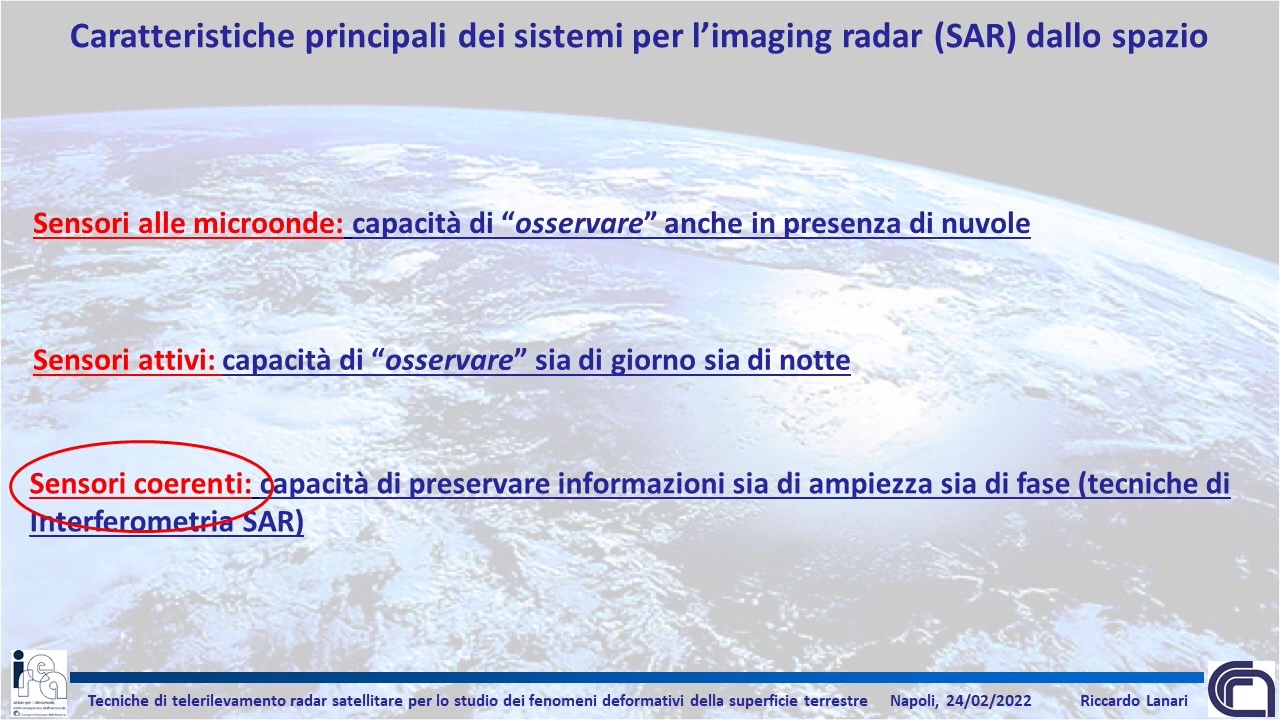 Caratteristiche principali dei sistemi per l’imaging radar (SAR) dallo spazio
Sensori alle microonde: capacità di “osservare” anche in presenza di nuvole
Sensori attivi: capacità di “osservare” sia di giorno sia di notte
Sensori coerenti: capacità di preservare informazioni sia di ampiezza sia di fase (tecniche di
Interferometria SAR)
irea
Tecniche di telerilevamento radar satellitare per lo studio dei fenomeni deformativi della superficie terrestre Napoli, 24/02/2022 Riccardo Lanari